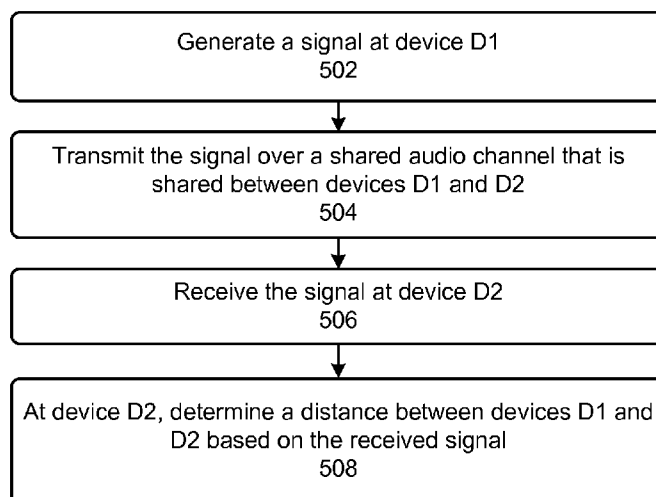 Generate a signal at device D1
502
Transmit the signal over a shared audio channel that is
shared between devices D1 and D2
504
Receive the signal at device D2
506
At device D2, determine a distance between devices D1 and
D2 based on the received signal
508